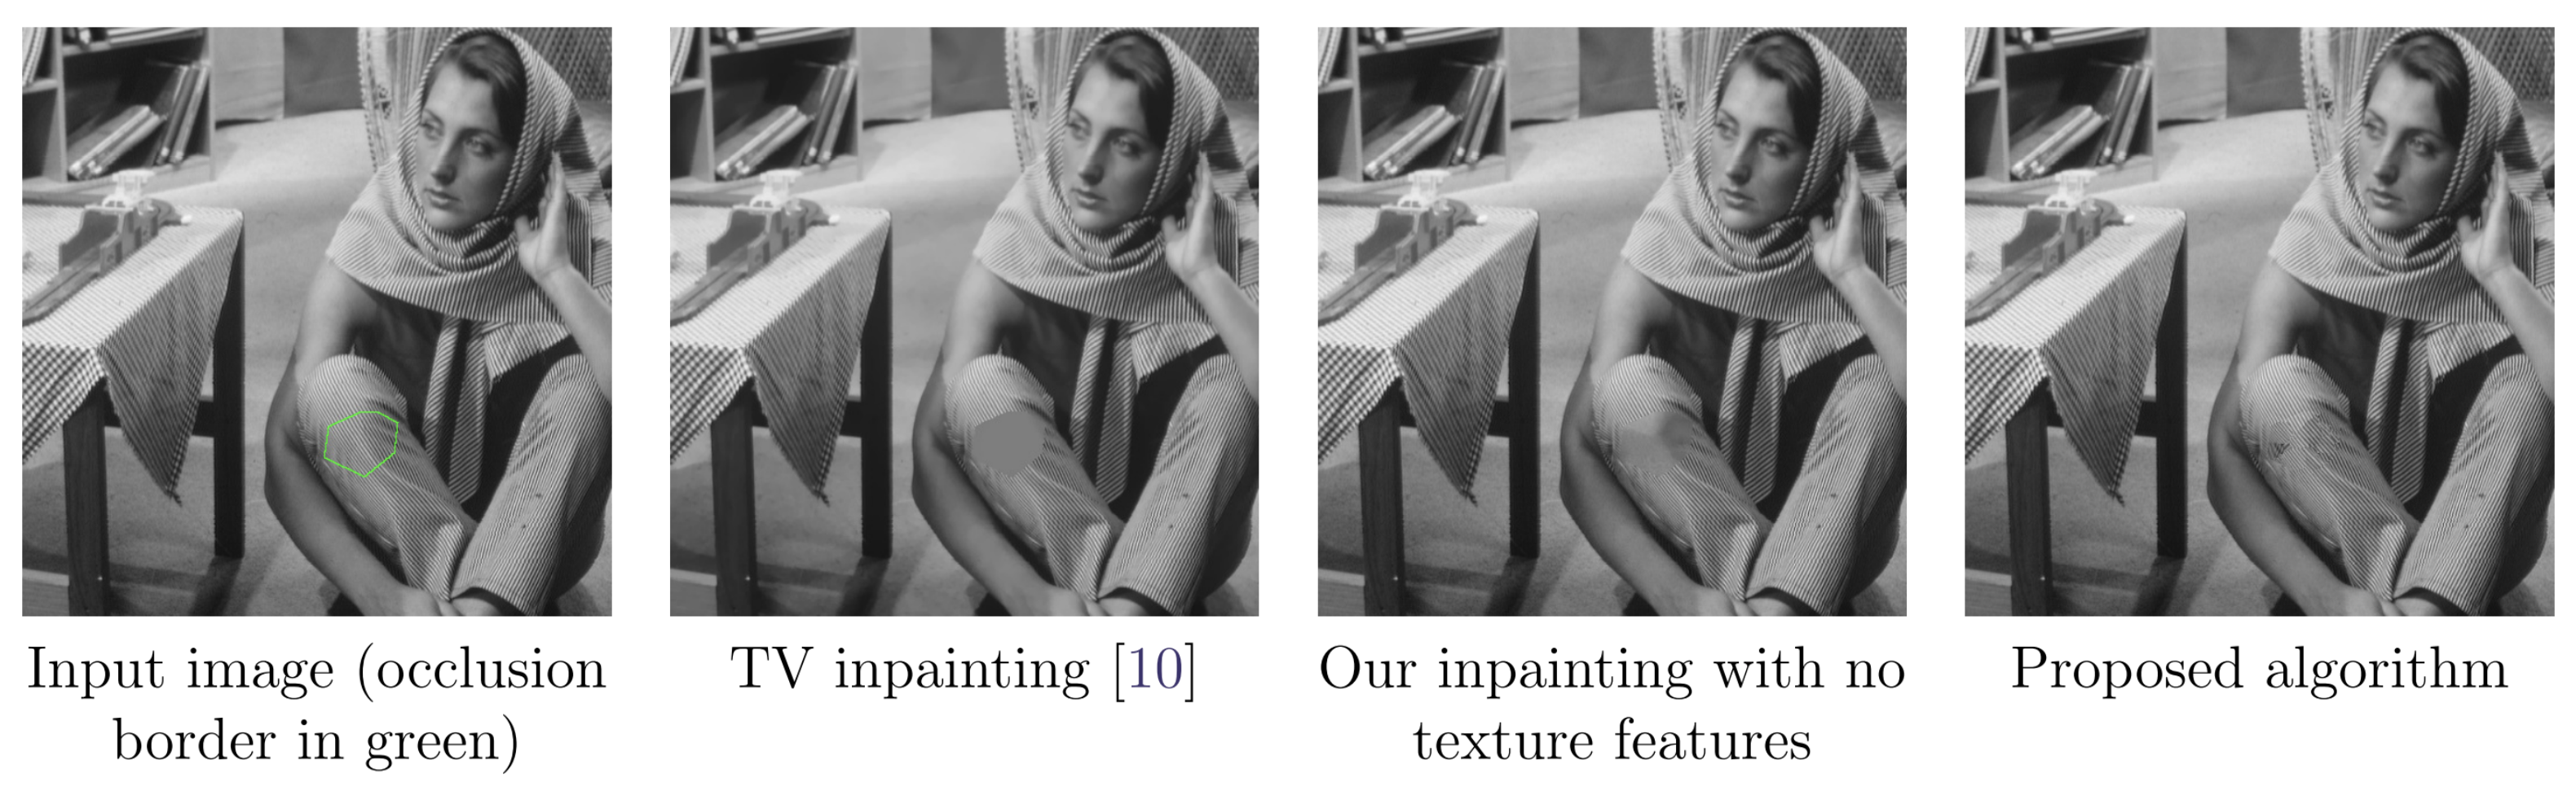 Input image (occlusion
border in green)
TV inpainting [10]
Our inpainting with no
texture features
Proposed algorithm